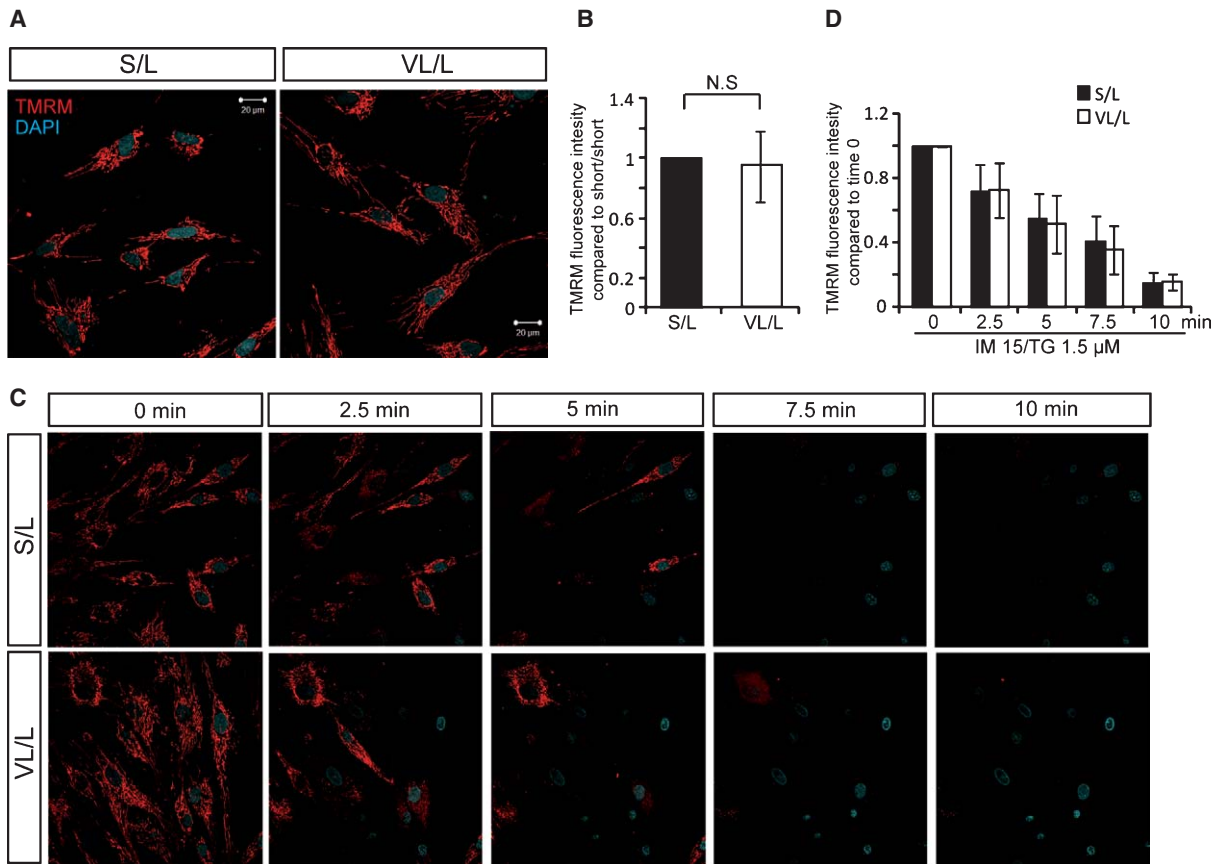 A
S/L
VL/L
TMRM
DAPI
20 µm
20 µm
B
N.S
TMRM fluorescence intesity
compared to short/short
1.4
1
0.6
0.2
0
S/L
VL/L
D
S/L
VL/L
TMRM fluorescence intesity
compared to time 0
1.2
0.8
0.4
0
0
2.5
5
7.5
10
min
IM 15/TG 1.5 µM
C
0 min
2.5 min
5 min
7.5 min
10 min
S/L
VL/L